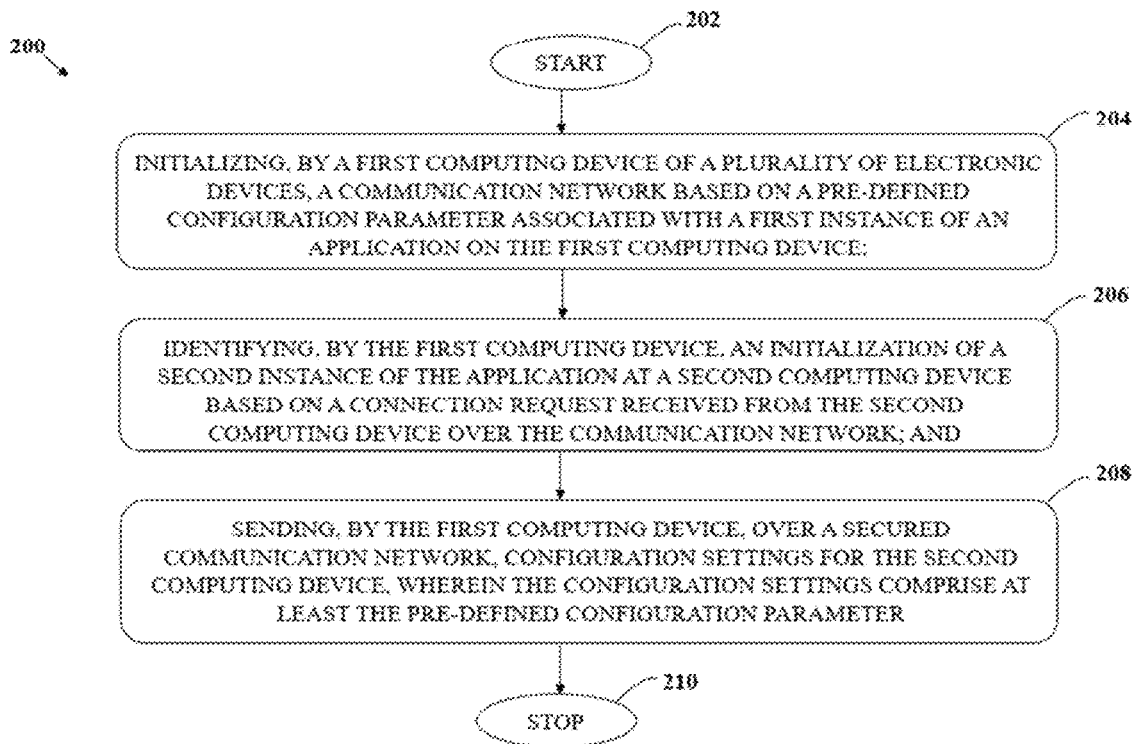 202
200
START
204
INITIALIZING, BY A FIRST COMPUTING DEVICE OF A PLURALITY OF ELECTRONIC
DEVICES, A COMMUNICATION NETWORK BASED ON A PRE-DEFINED
CONFIGURATION PARAMETER ASSOCIATED WITH A FIRST INSTANCE OF AN
APPLICATION ON THE FIRST COMPUTING DEVICE;
206
IDENTIFYING, BY THE FIRST COMPUTING DEVICE, AN INITIALIZATION OF A
SECOND INSTANCE OF THE APPLICATION AT A SECOND COMPUTING DEVICE
BASED ON A CONNECTION REQUEST RECEIVED FROM THE SECOND
COMPUTING DEVICE OVER THE COMMUNICATION NETWORK; AND
208
SENDING, BY THE FIRST COMPUTING DEVICE, OVER A SECURED
COMMUNICATION NETWORK, CONFIGURATION SETTINGS FOR THE SECOND
COMPUTING DEVICE, WHEREIN THE CONFIGURATION SETTINGS COMPRISE AT
LEAST THE PRE-DEFINED CONFIGURATION PARAMETER
210
STOP